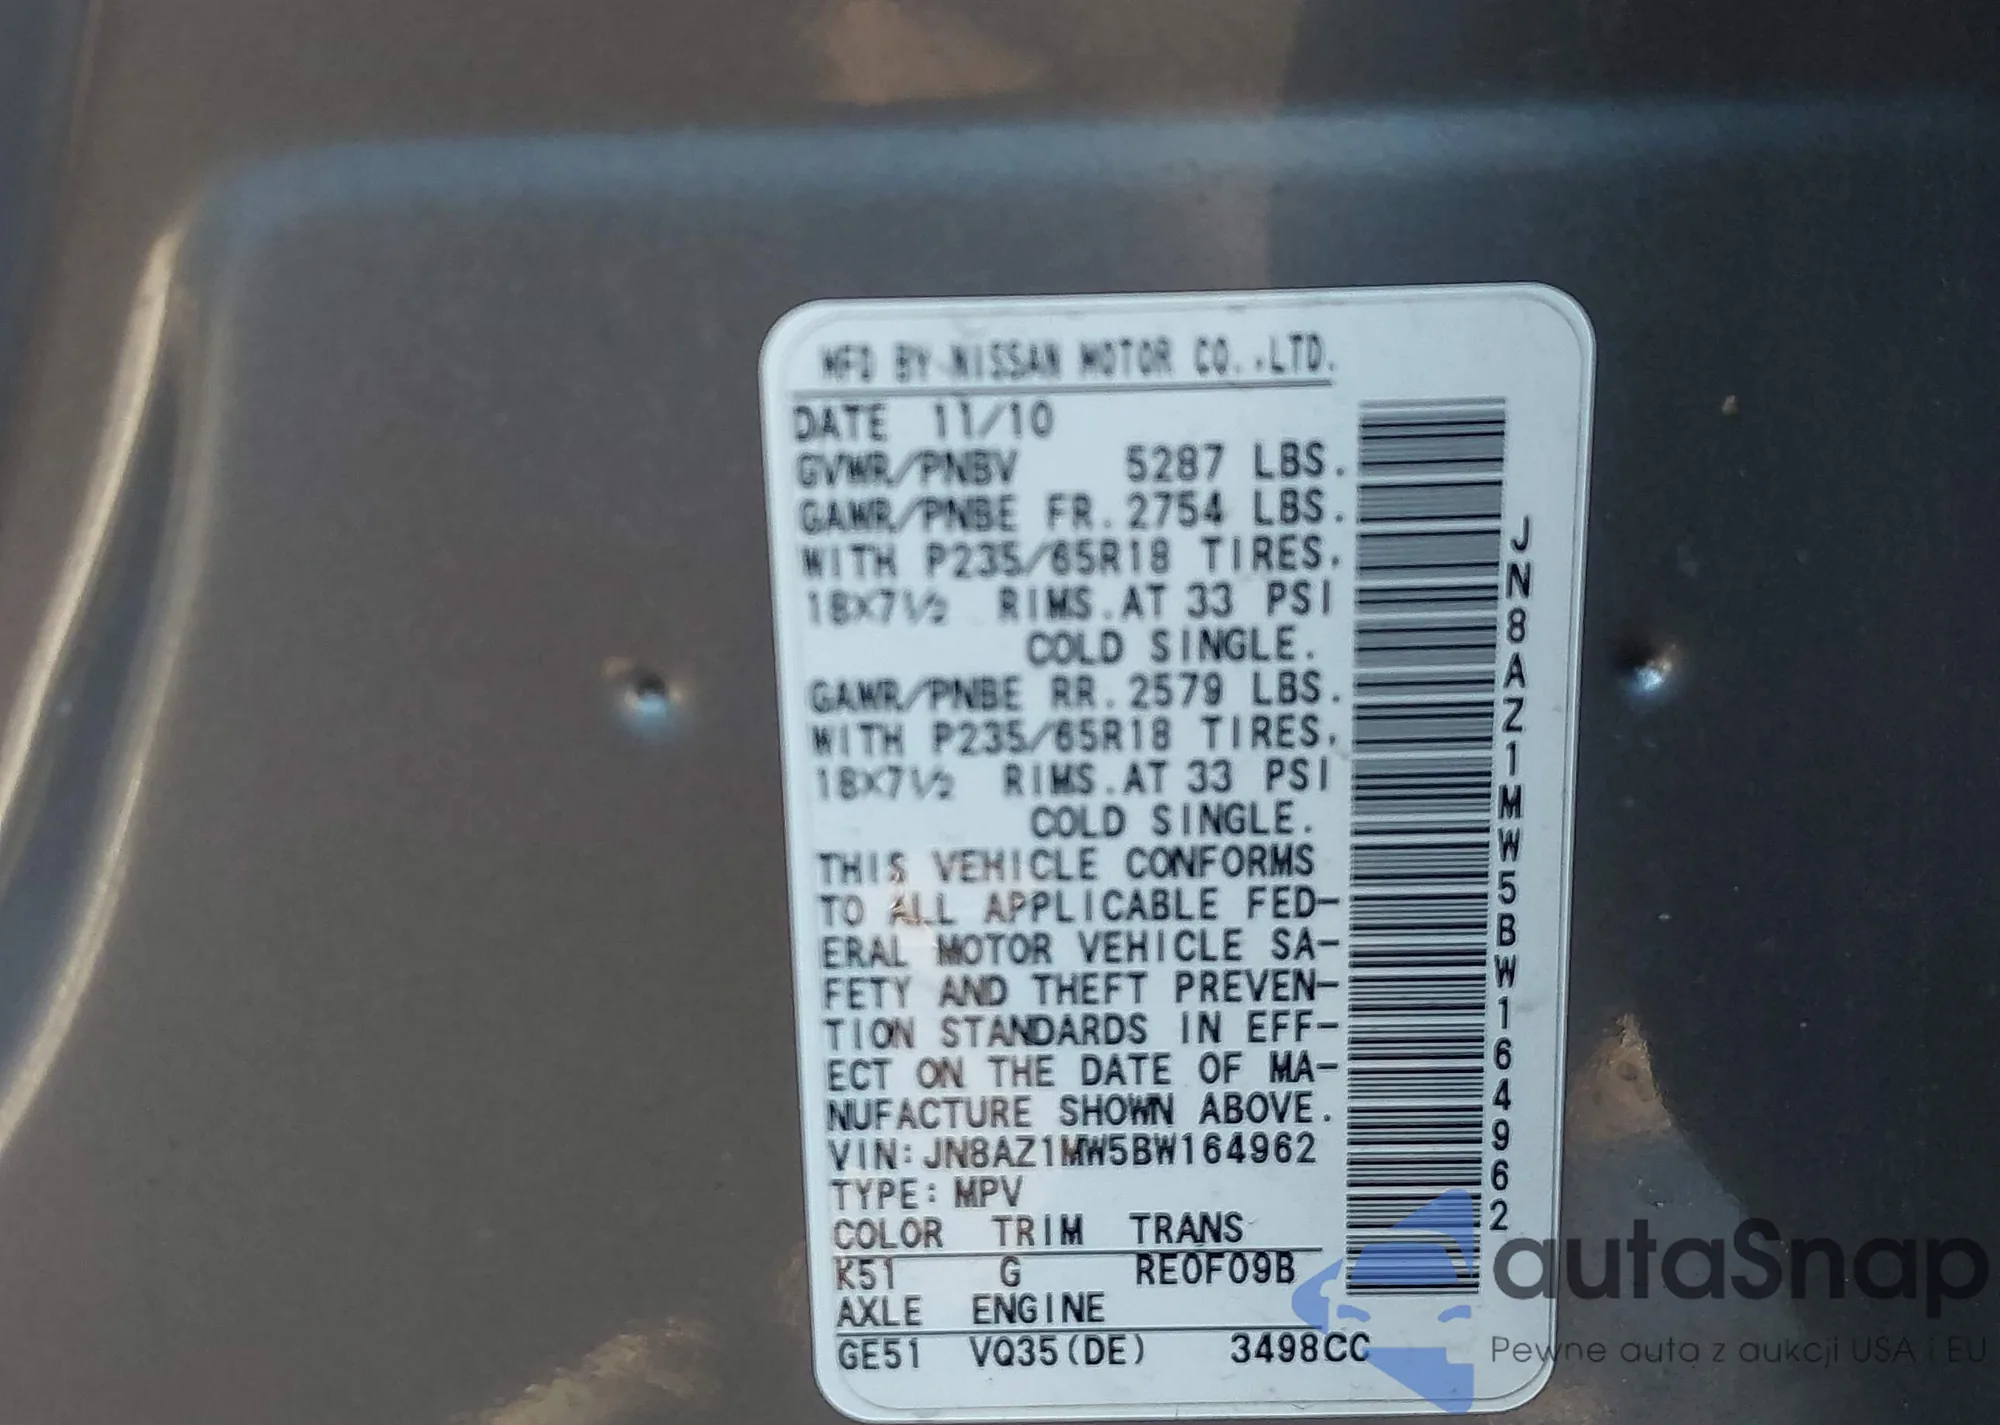 MFD BY NISSAN MOTOR CO.,LTD.
DATE 11/10
GVWR/PNBV 5287 LBS.
GAWR/PNBE FR. 2754 LBS.
WITH P235/65R18 TIRES,
18X7½ RIMS.AT 33 PSI
COLD SINGLE.
GAWR/PNBE RR. 2579 LBS.
WITH P235/65R18 TIRES,
18X7½ RIMS.AT 33 PSI
COLD SINGLE.
THIS VEHICLE CONFORMS
TO ALL APPLICABLE FED-
ERAL MOTOR VEHICLE SA-
FETY AND THEFT PREVEN-
TION STANDARDS IN EFF-
ECT ON THE DATE OF MA-
NUFACTURE SHOWN ABOVE.
VIN:JN8AZ1MW5BW164962
TYPE:MPV
COLOR TRIM TRANS
K51 G RE0F09B
AXLE ENGINE
GE51 VQ35(DE) 3498CC
JN8AZ1MW5BW164962
autaSnap
Pewne auta z aukcji USA i EU